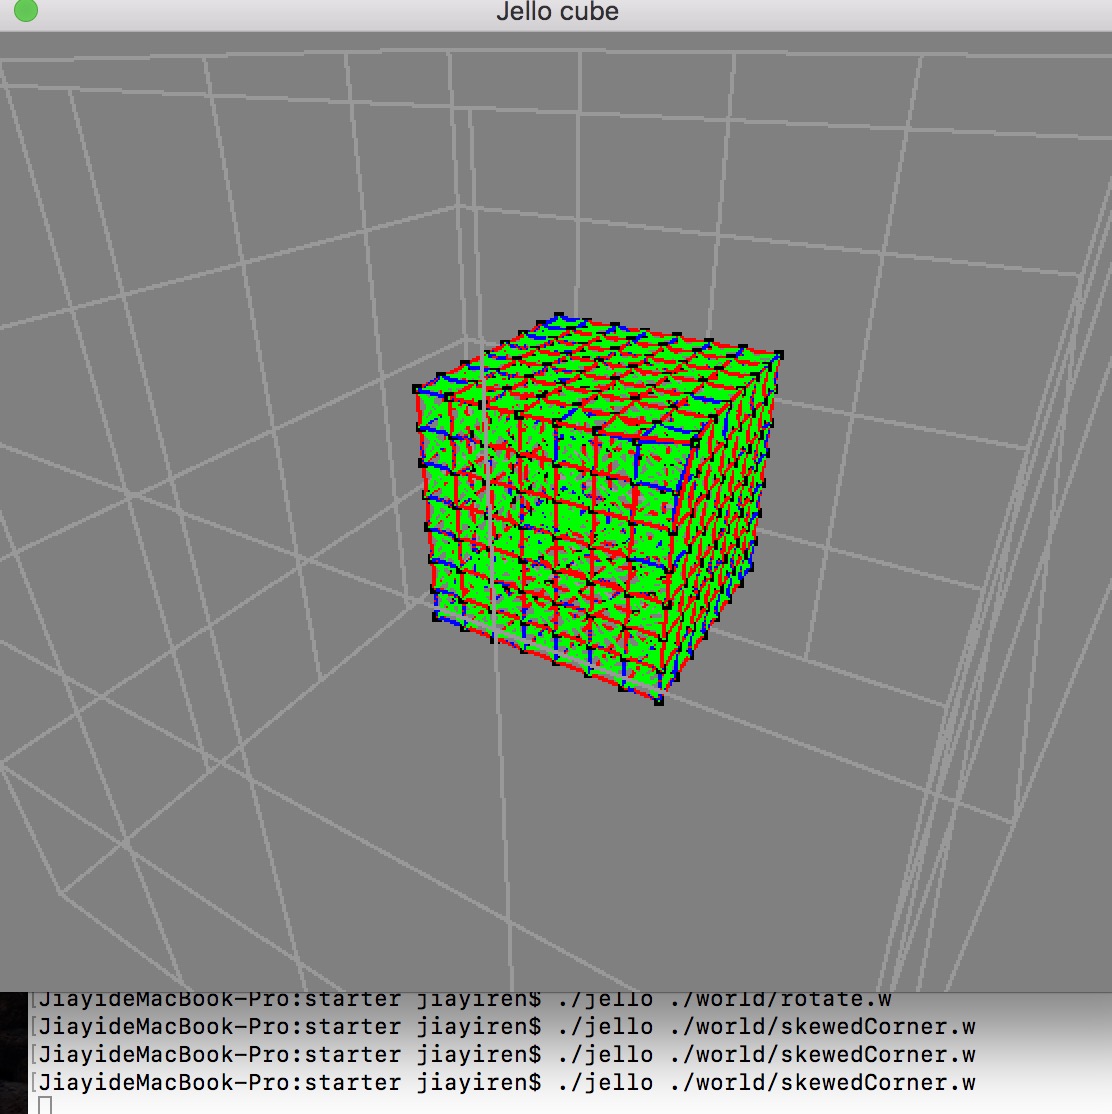 Jello cube
[JiayideMacBook-Pro:starter jiayiren$ ./jello ./world/rotate.w
[JiayideMacBook-Pro:starter jiayiren$ ./jello ./world/skewedCorner.w
[JiayideMacBook-Pro:starter jiayiren$ ./jello ./world/skewedCorner.w
[JiayideMacBook-Pro:starter jiayiren$ ./jello ./world/skewedCorner.w